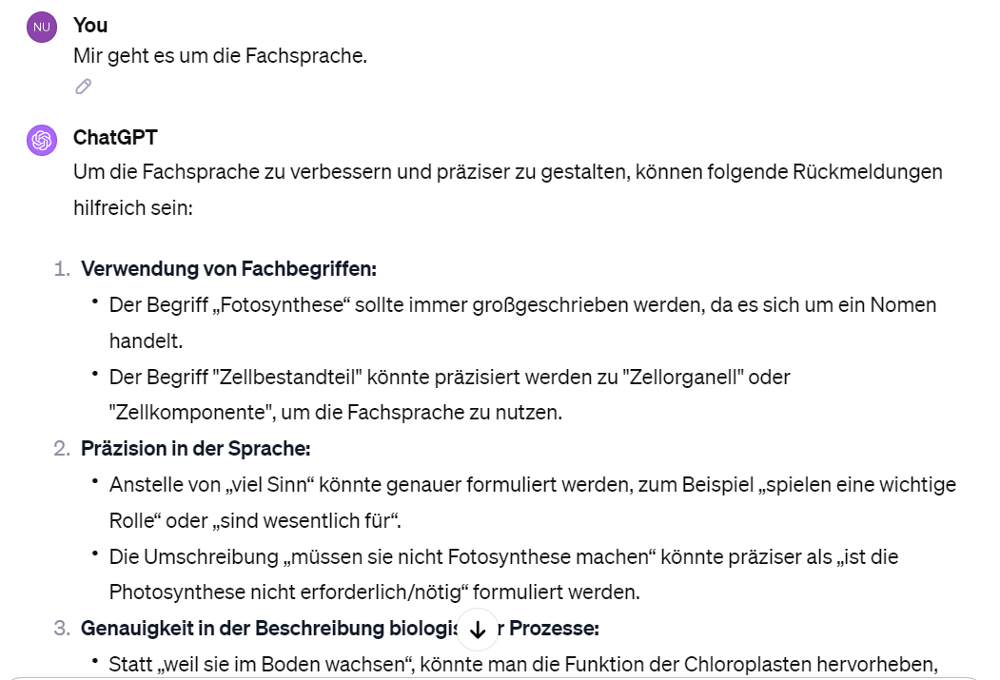 NU You
Mir geht es um die Fachsprache.
ChatGPT
Um die Fachsprache zu verbessern und präziser zu gestalten, können folgende Rückmeldungen
hilfreich sein:
1. Verwendung von Fachbegriffen:
• Der Begriff „Fotosynthese“ sollte immer großgeschrieben werden, da es sich um ein Nomen
handelt.
• Der Begriff "Zellbestandteil" könnte präzisiert werden zu "Zellorganell" oder
"Zellkomponente", um die Fachsprache zu nutzen.
2. Präzision in der Sprache:
• Anstelle von „viel Sinn“ könnte genauer formuliert werden, zum Beispiel „spielen eine wichtige
Rolle“ oder „sind wesentlich für“.
• Die Umschreibung „müssen sie nicht Fotosynthese machen“ könnte präziser als „ist die
Photosynthese nicht erforderlich/nötig“ formuliert werden.
3. Genauigkeit in der Beschreibung Prozesse:
• Statt „weil sie im Boden wachsen“, könnte man die Funktion der Chloroplasten hervorheben,